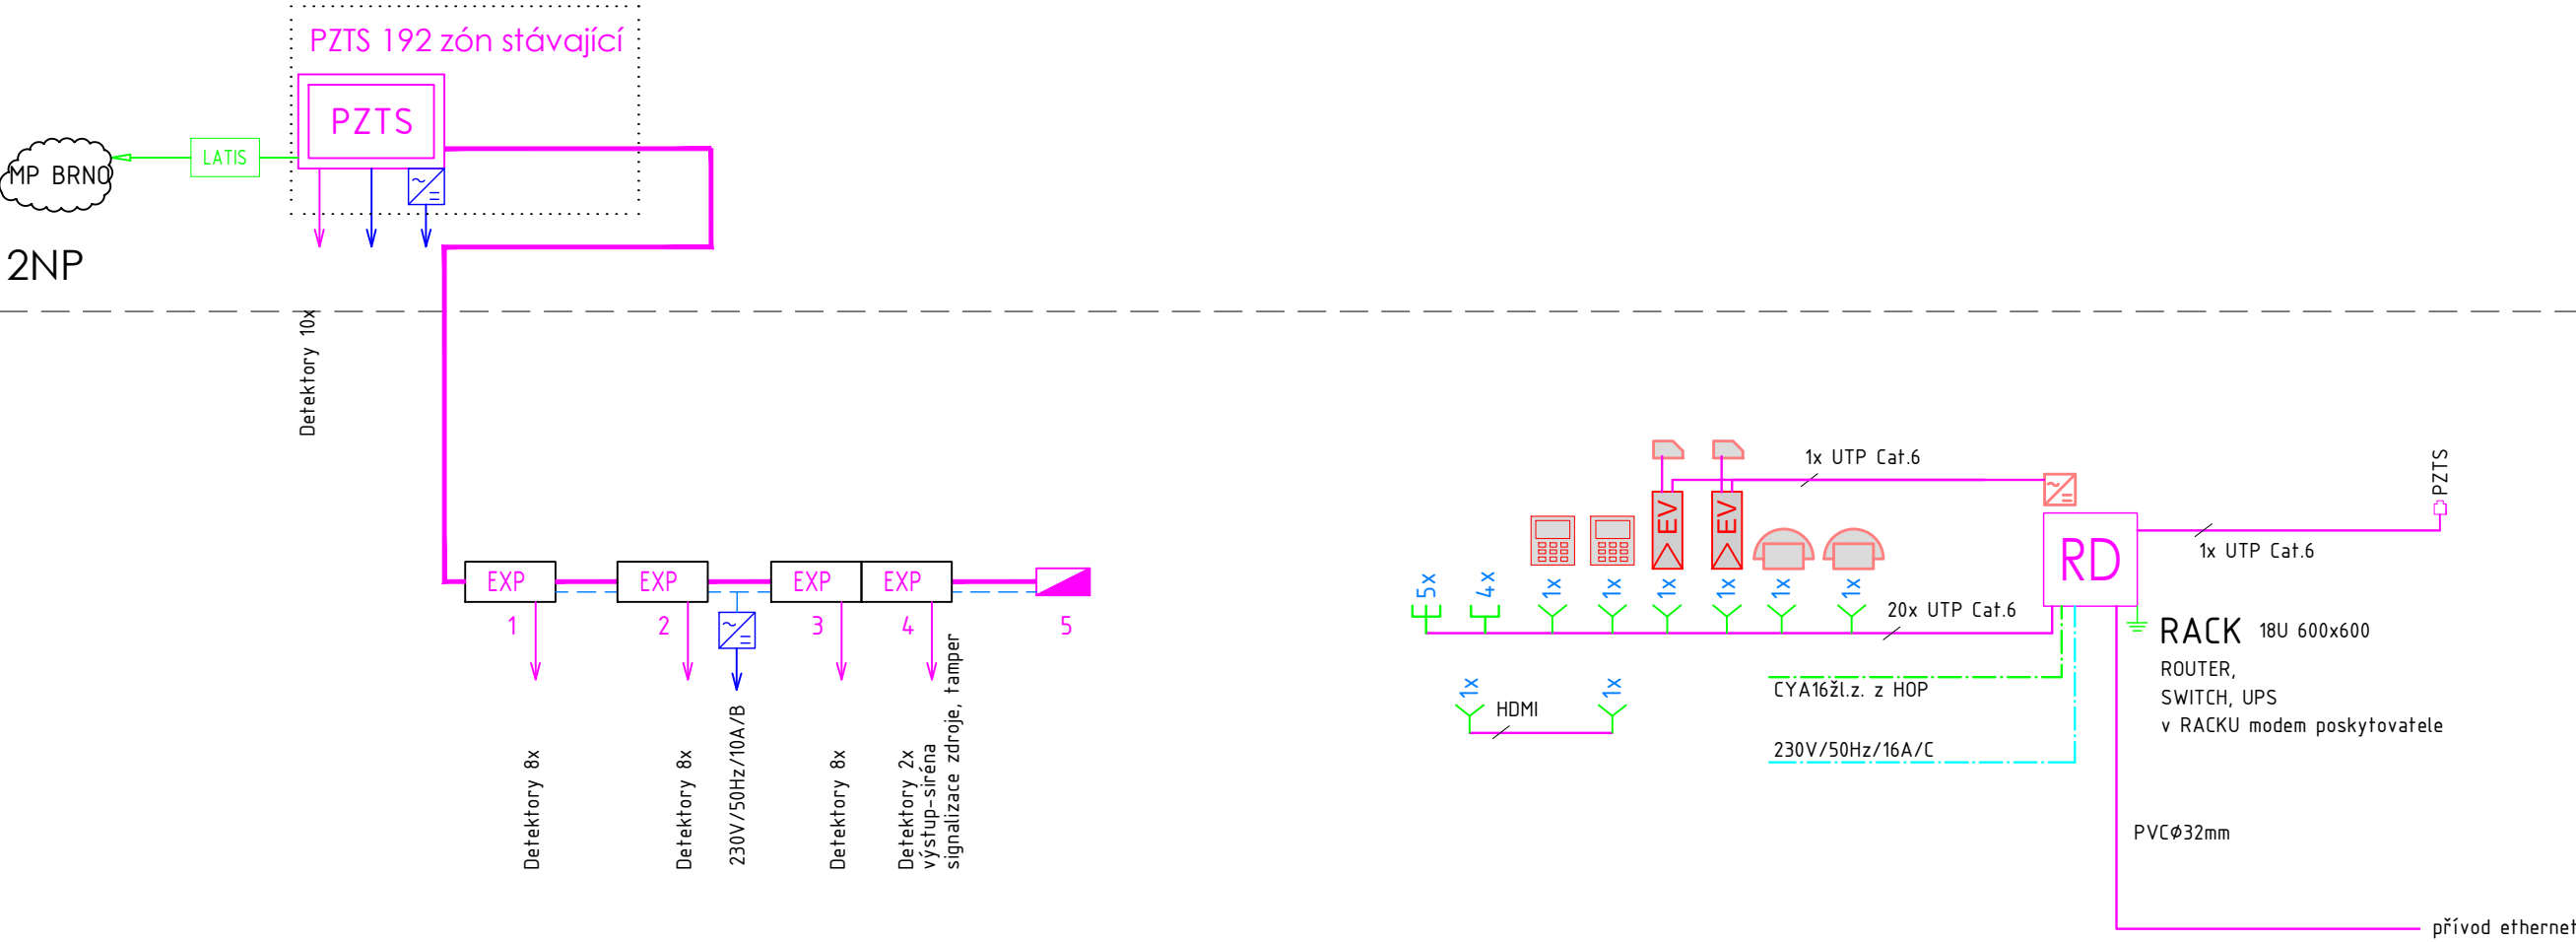 PZTS 192 zón stávající
PZTS
LATIS
MP BRNO
2NP
Detektory 10x
EXP
EXP
EXP
EXP
1
2
3
4
5
Detektory 8x
Detektory 8x
230V/50Hz/10A/B
Detektory 8x
Detektory 2x
výstup-siréna
signalizace zdroje, tamper
1x UTP Cat.6
PZTS
EV
EV
RD
1x UTP Cat.6
5x
4x
1x
1x
1x
1x
1x
1x
20x UTP Cat.6
RACK 18U 600x600
ROUTER,
SWITCH, UPS
v RACKU modem poskytovatele
1x
HDMI
1x
CYA16žl.z. z HOP
230V/50Hz/16A/C
PVCø32mm
přívod ethernet